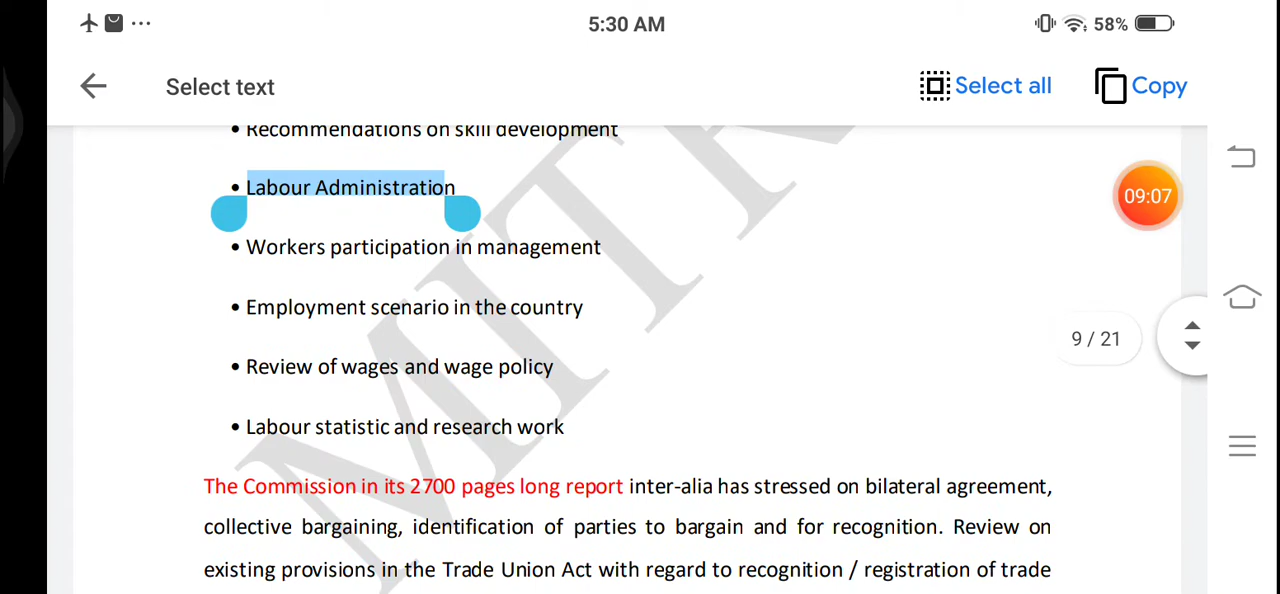 5:30 AM
58%
Select text
Select all
Copy
• Recommendations on skill development
• Labour Administration
09:07
• Workers participation in management
• Employment scenario in the country
9 / 21
• Review of wages and wage policy
• Labour statistic and research work
The Commission in its 2700 pages long report inter-alia has stressed on bilateral agreement,
collective bargaining, identification of parties to bargain and for recognition. Review on
existing provisions in the Trade Union Act with regard to recognition / registration of trade
MITR